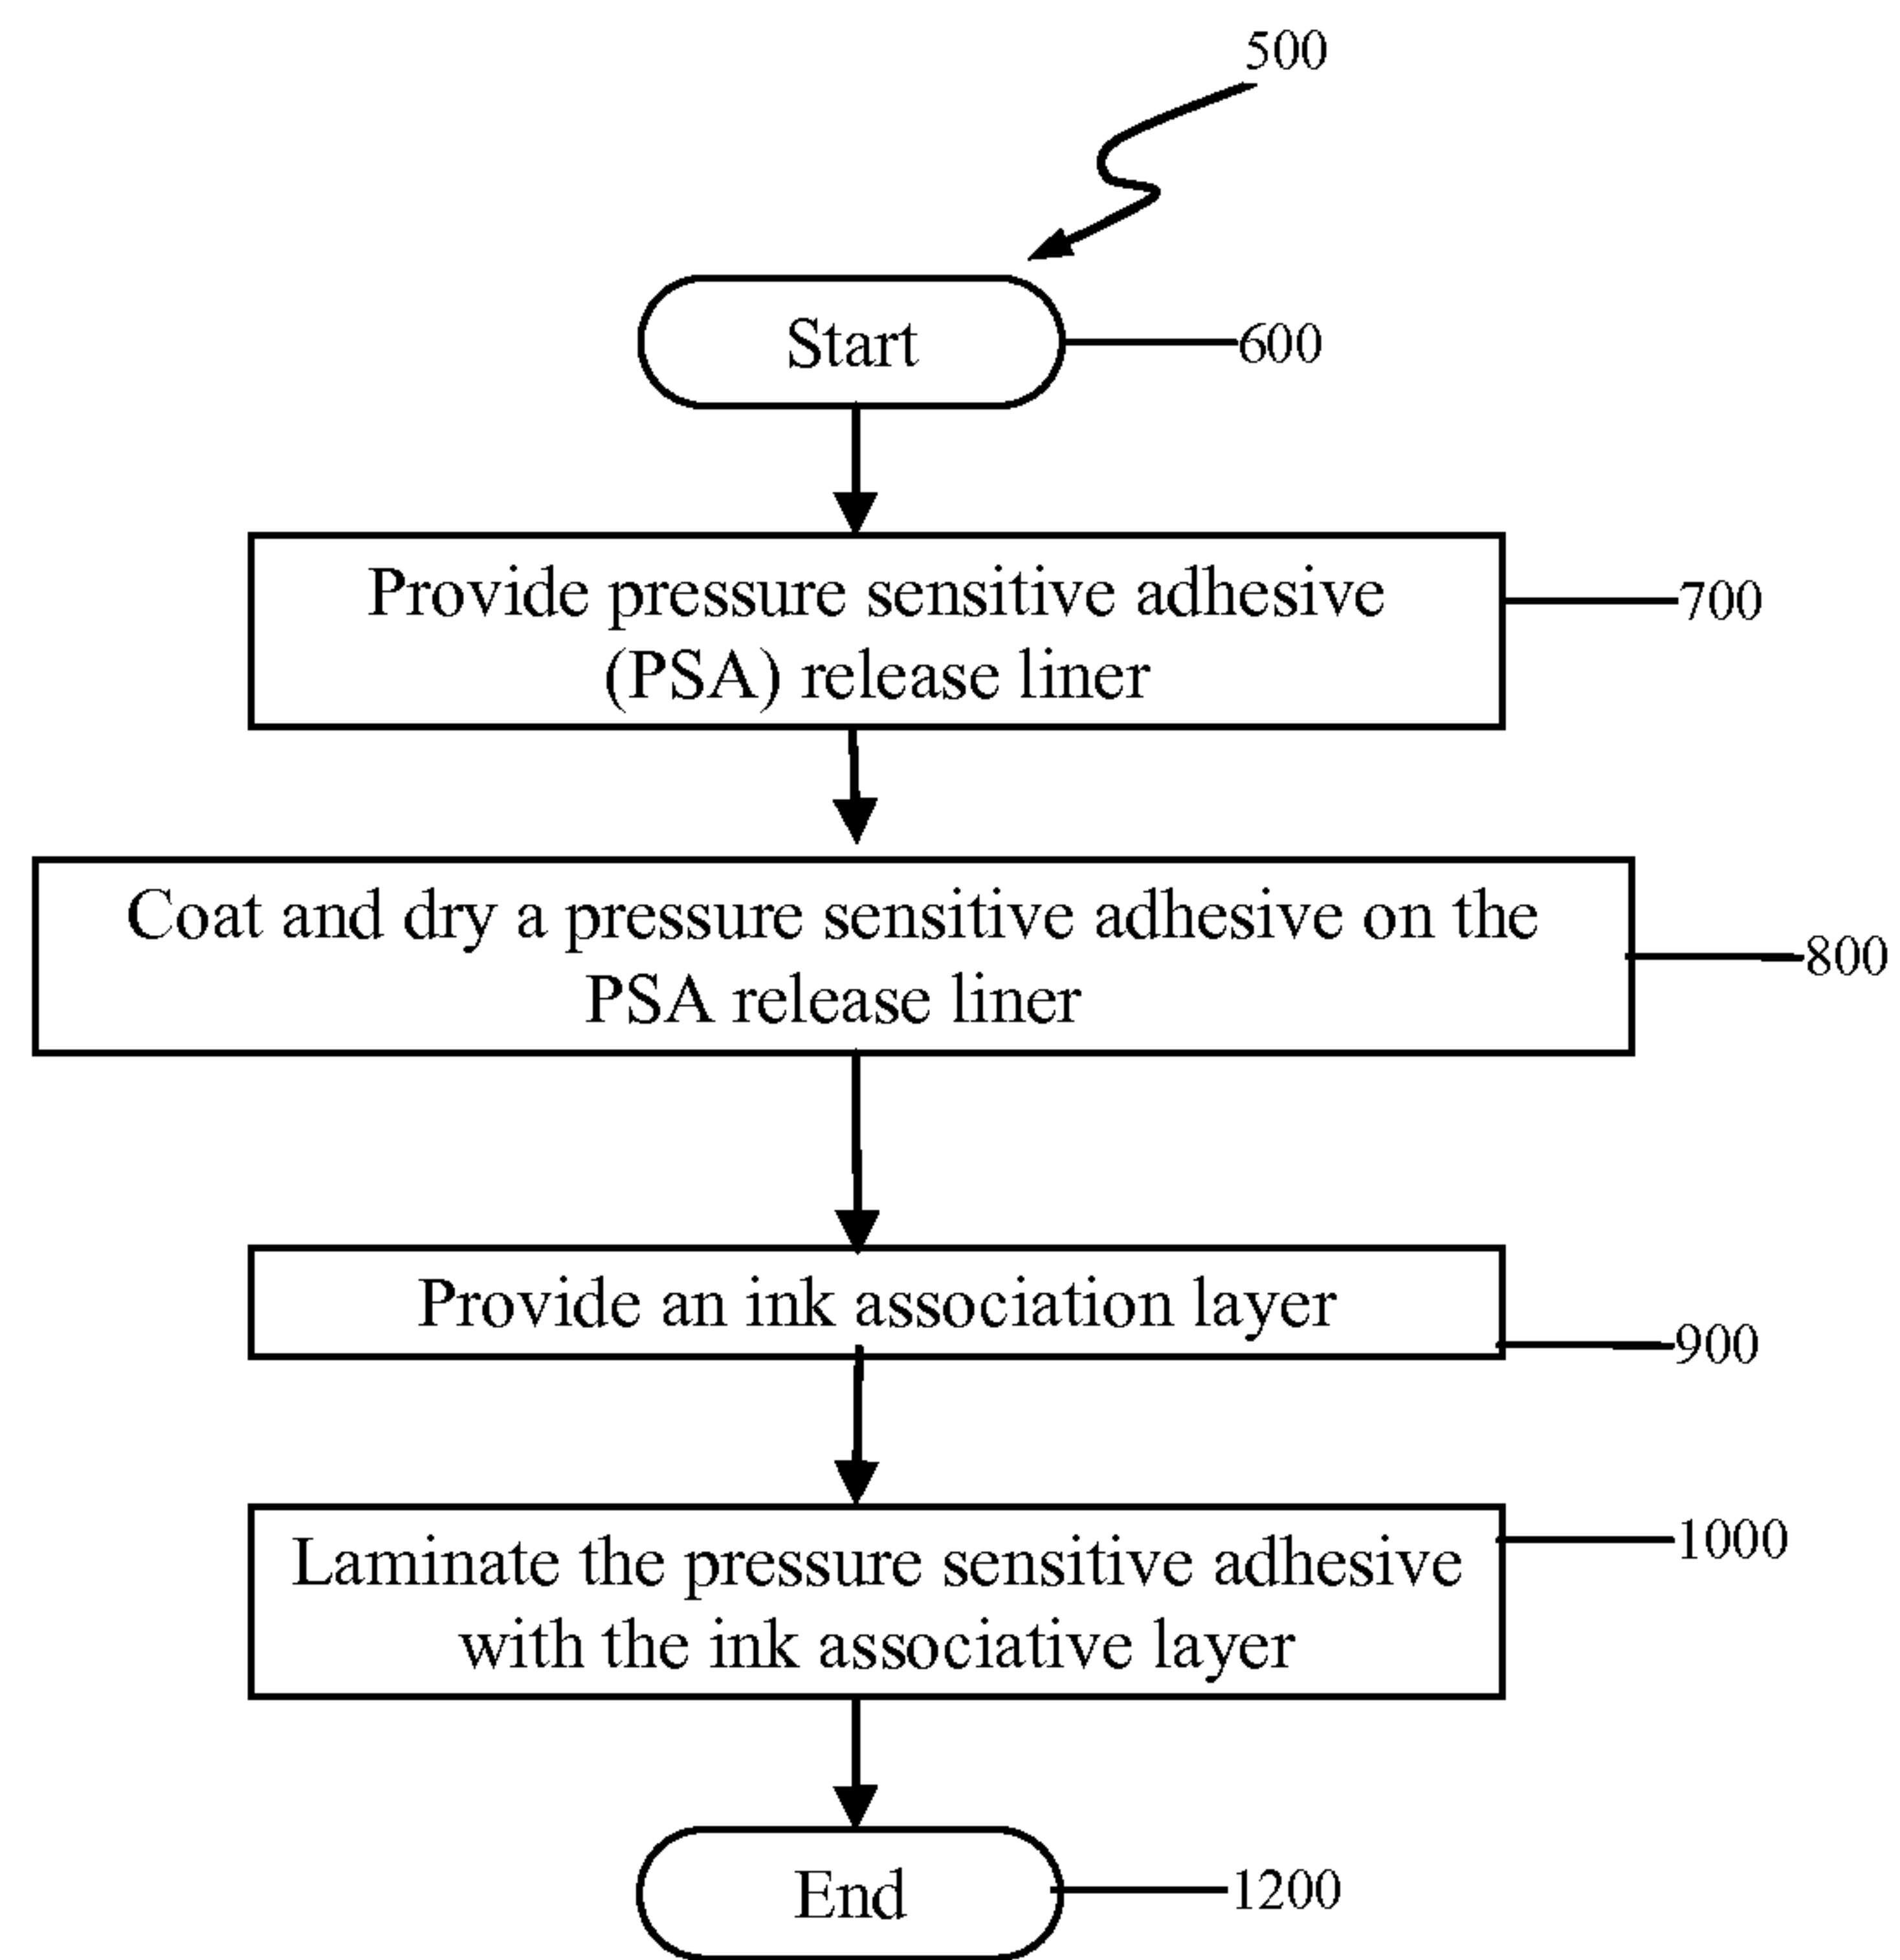 500
Start
600
Provide pressure sensitive adhesive
(PSA) release liner
700
Coat and dry a pressure sensitive adhesive on the
PSA release liner
800
Provide an ink association layer
900
Laminate the pressure sensitive adhesive
with the ink associative layer
1000
End
1200